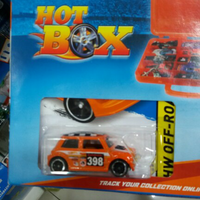 HOT
BOX
HW OFF-RO
398
TRACK YOUR COLLECTION ONLI